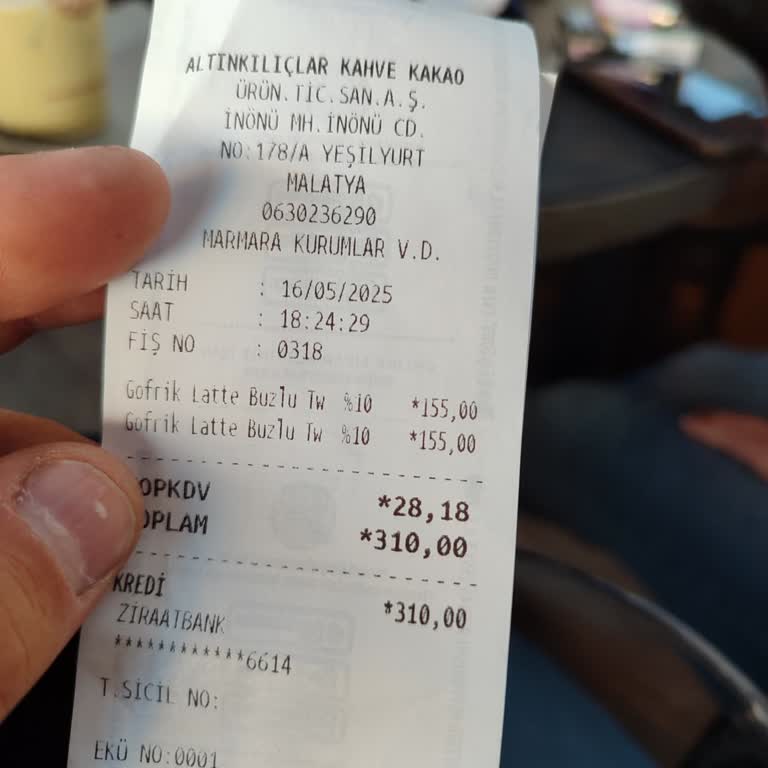 ALTINKILIÇLAR KAHVE KAKAO
ÜRÜN.TİC.SAN.A.Ş.
İNÖNÜ MH.İNÖNÜ CD.
NO:178/A YEŞİLYURT
MALATYA
0630236290
MARMARA KURUMLAR V.D.
TARİH : 16/05/2025
SAAT : 18:24:29
FİŞ NO : 0318
Gofrik Latte Buzlu Tw %10 *155,00
Gofrik Latte Buzlu Tw %10 *155,00
OPKDV *28,18
OPLAM *310,00
KREDİ *310,00
ZİRAATBANK
************6614
T.SİCİL NO:
EKÜ NO:0001